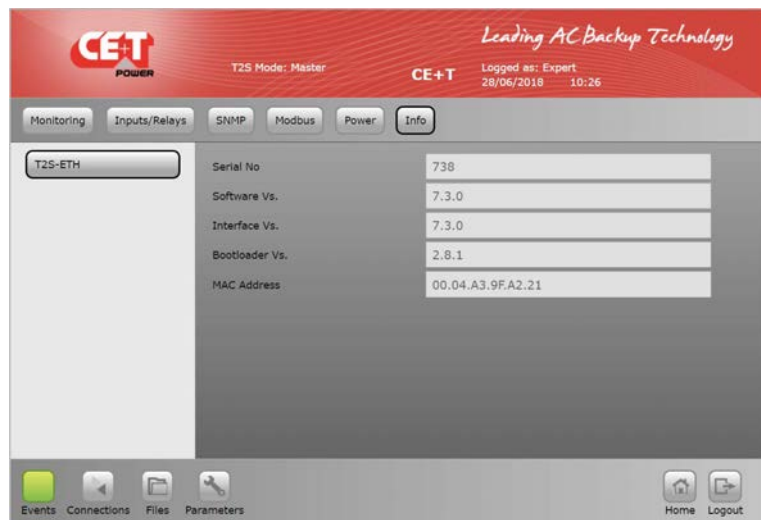 CE+T
POWER
Leading AC Backup Technology
T2S Mode: Master
CE+T
Logged as: Expert
28/06/2018 10:26
Monitoring Inputs/Relays SNMP Modbus Power Info
T2S-ETH
Serial No 738
Software Vs. 7.3.0
Interface Vs. 7.3.0
Bootloader Vs. 2.8.1
MAC Address 00.04.A3.9F.A2.21
Events Connections Files Parameters Home Logout